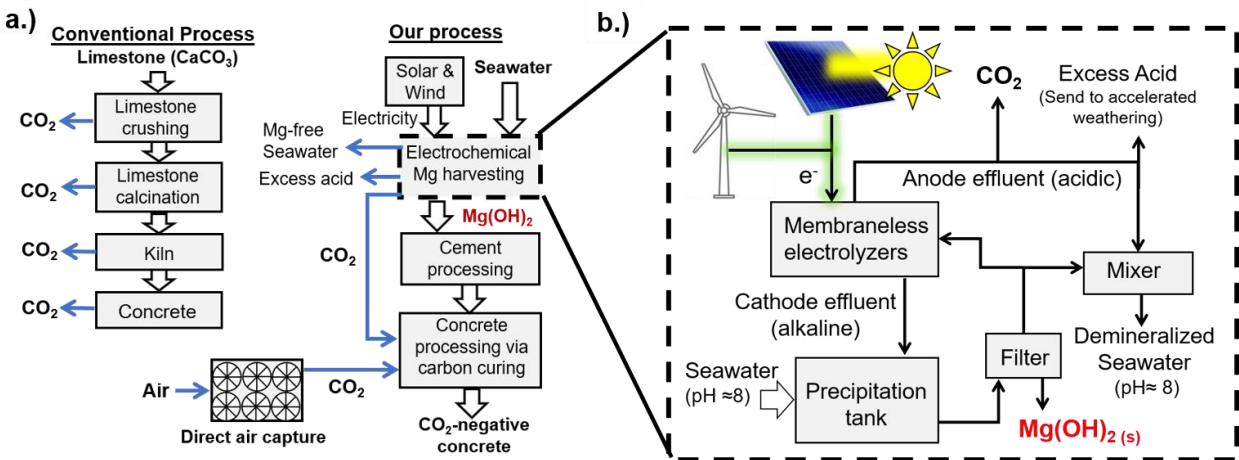 a.)
Conventional Process
Limestone (CaCO₃)
Limestone
crushing
CO₂
Limestone
calcination
CO₂
Kiln
CO₂
Concrete
CO₂
Our process
Solar &
Wind
Seawater
Electricity
Mg-free
Seawater
Excess acid
Electrochemical
Mg harvesting
Mg(OH)₂
CO₂
Cement
processing
Concrete
processing via
carbon curing
Air
CO₂
Direct air capture
CO₂-negative
concrete
b.)
CO₂
Excess Acid
(Send to accelerated
weathering)
e⁻
Anode effluent (acidic)
Membraneless
electrolyzers
Mixer
Cathode effluent
(alkaline)
Filter
Demineralized
Seawater
(pH≈ 8)
Seawater
(pH ≈8)
Precipitation
tank
Mg(OH)₂ ₍s₎